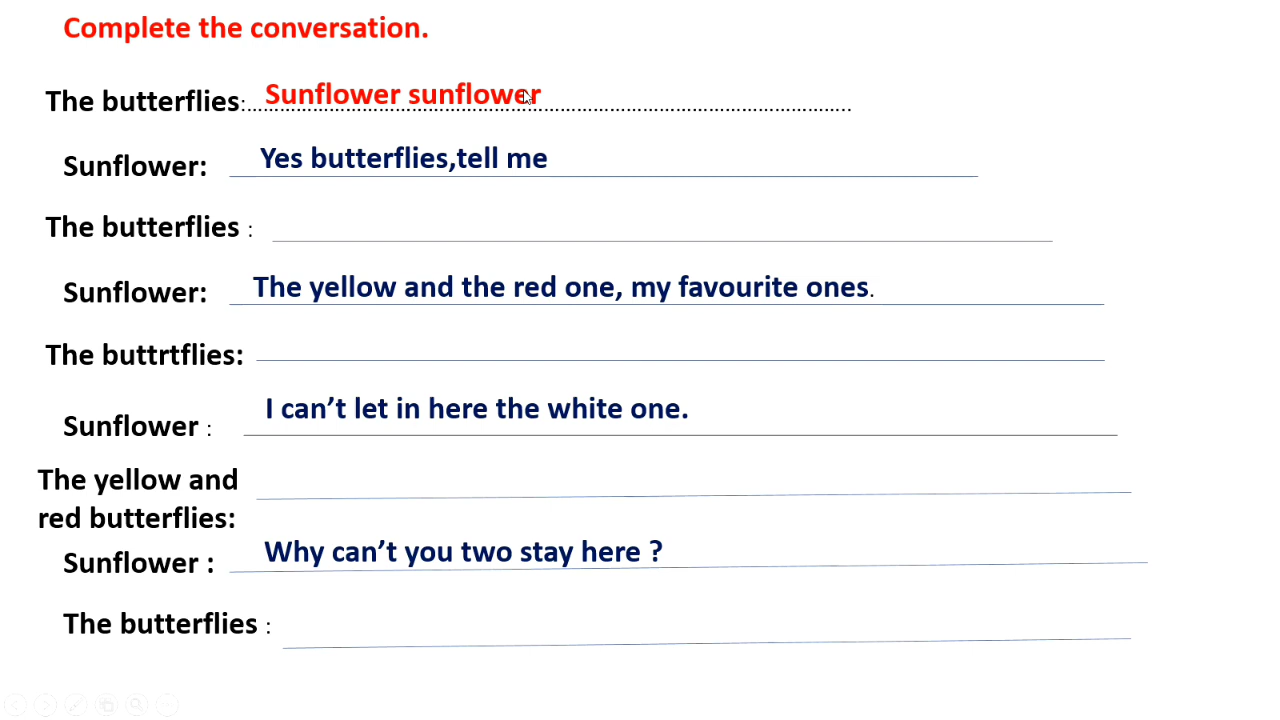 Complete the conversation.
The butterflies:........ Sunflower sunflower
Sunflower: Yes butterflies,tell me
The butterflies :
Sunflower: The yellow and the red one, my favourite ones.
The buttrtflies:
Sunflower : I can’t let in here the white one.
The yellow and
red butterflies:
Sunflower : Why can’t you two stay here ?
The butterflies :